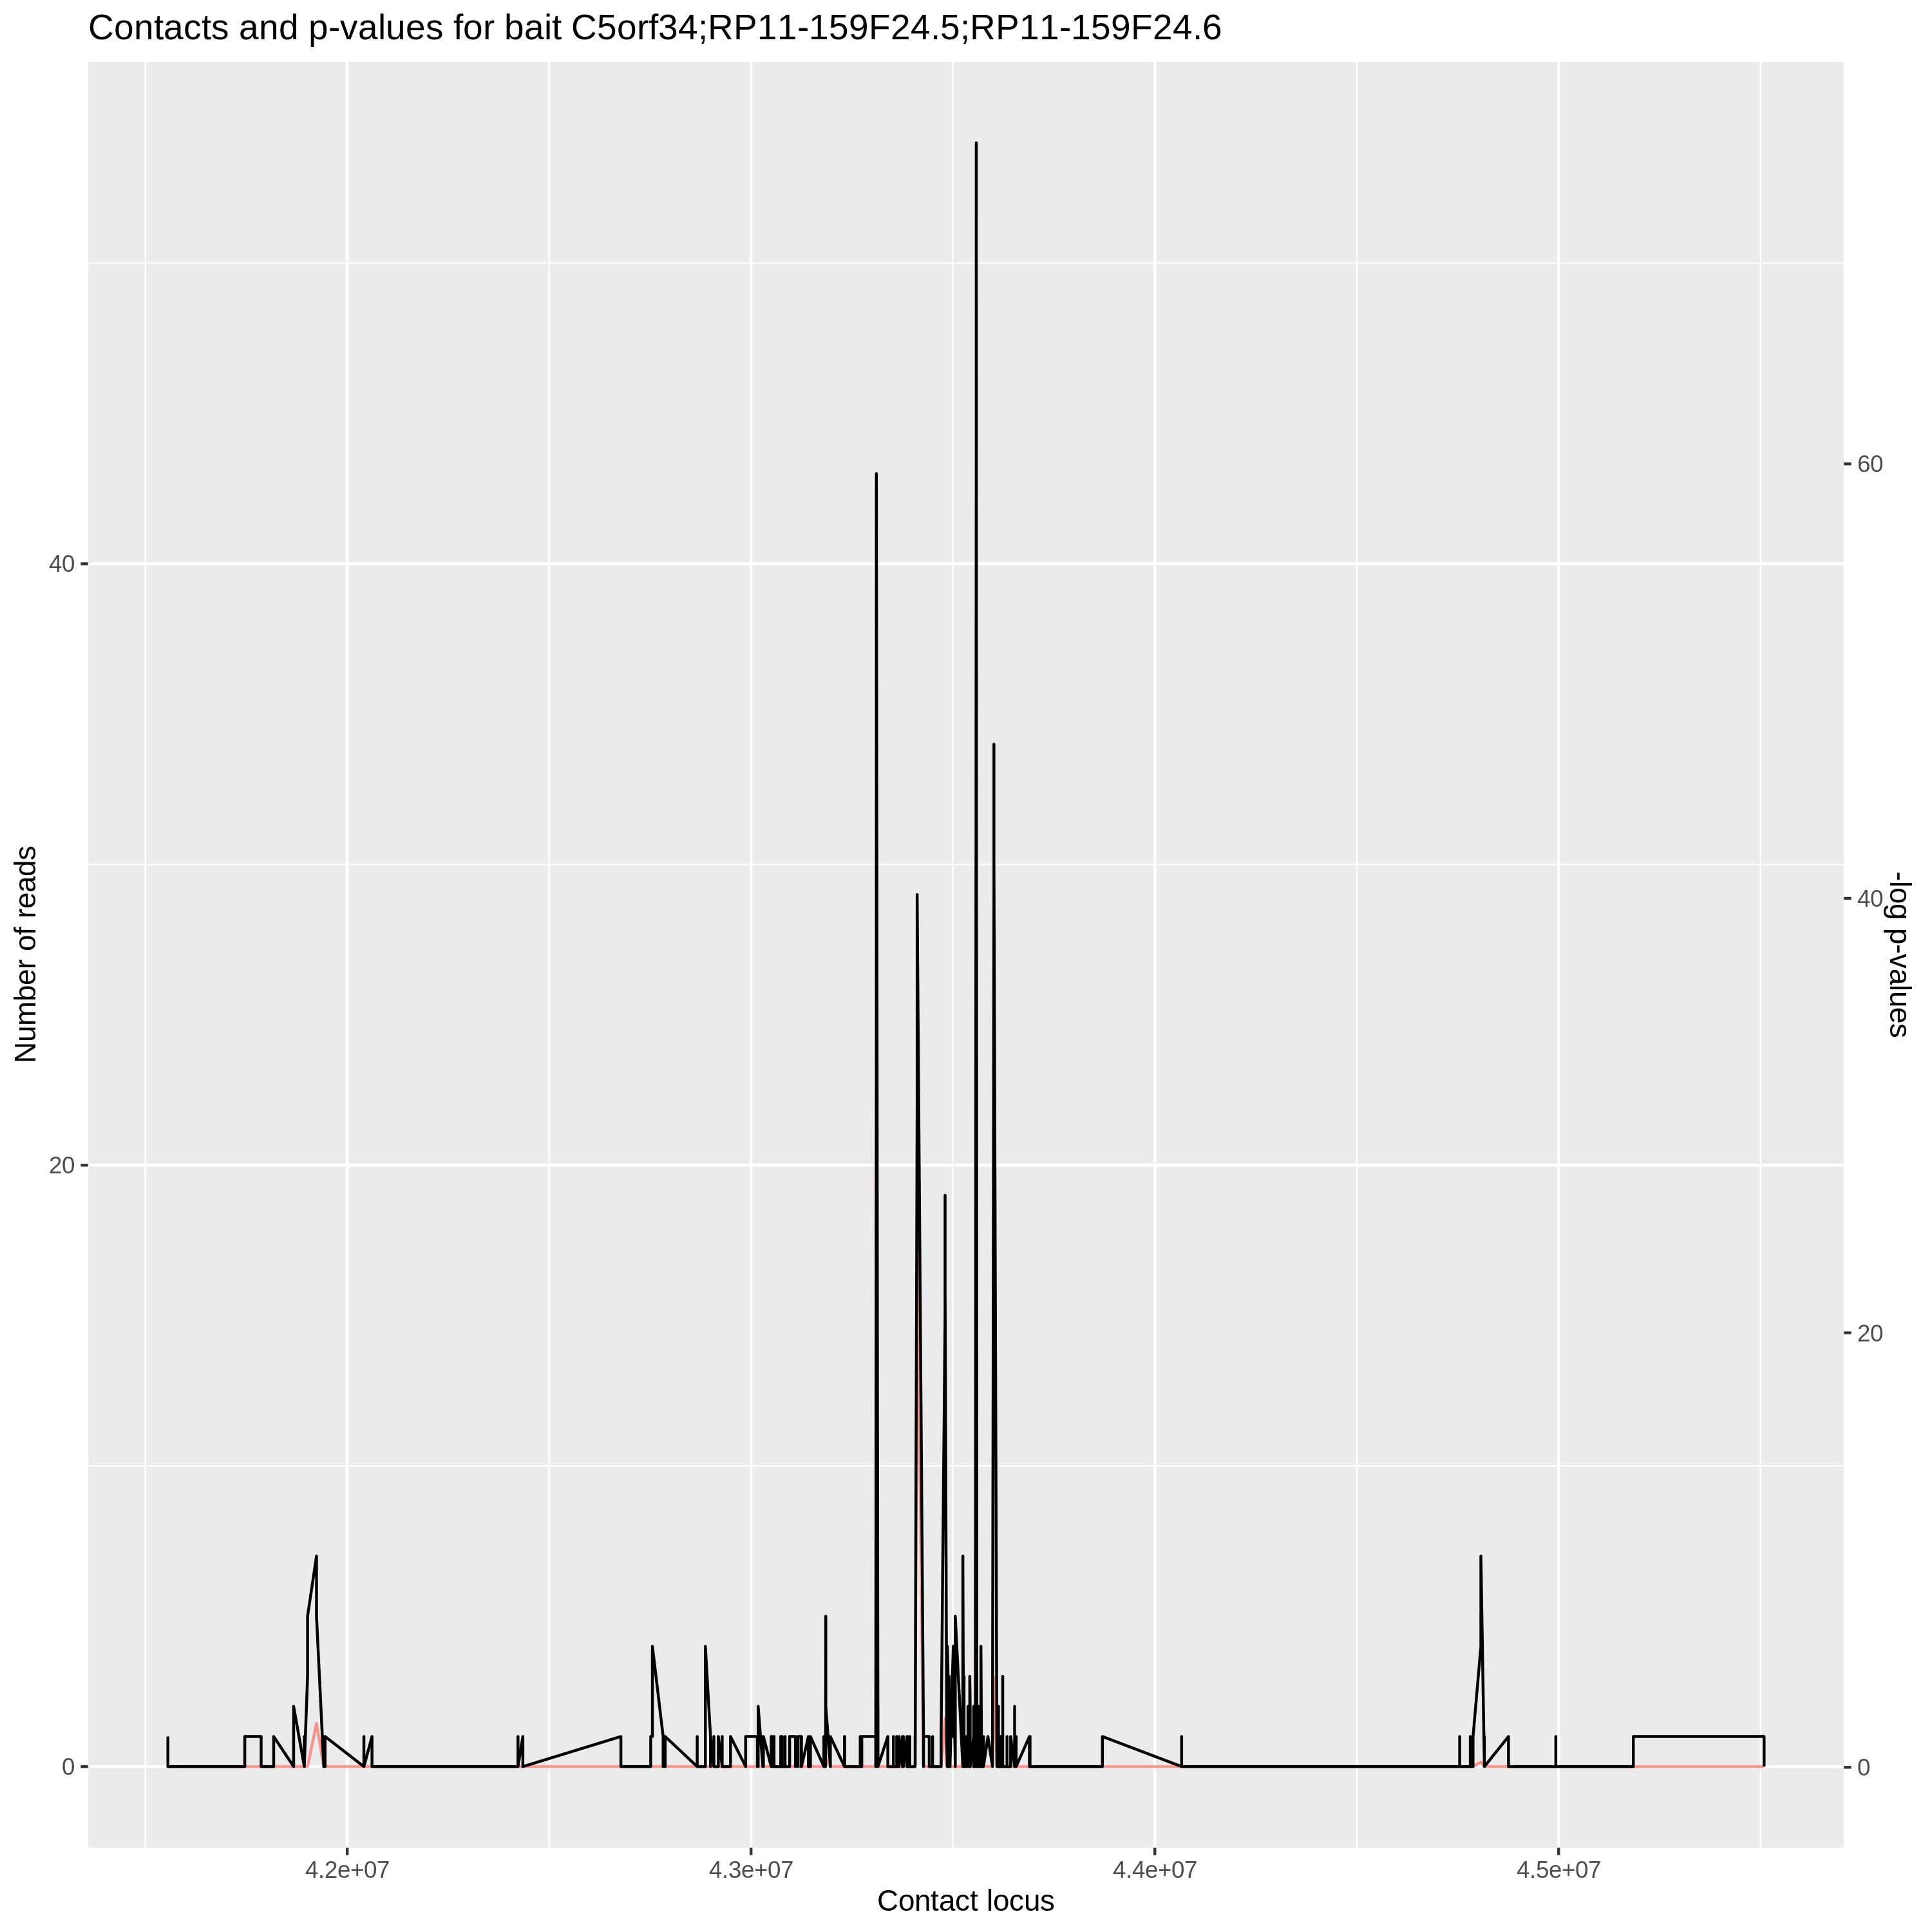 Contacts and p-values for bait C5orf34;RP11-159F24.5;RP11-159F24.6
Number of reads
40
20
0
60
40
20
0
-log p-values
4.2e+07
4.3e+07
4.4e+07
4.5e+07
Contact locus